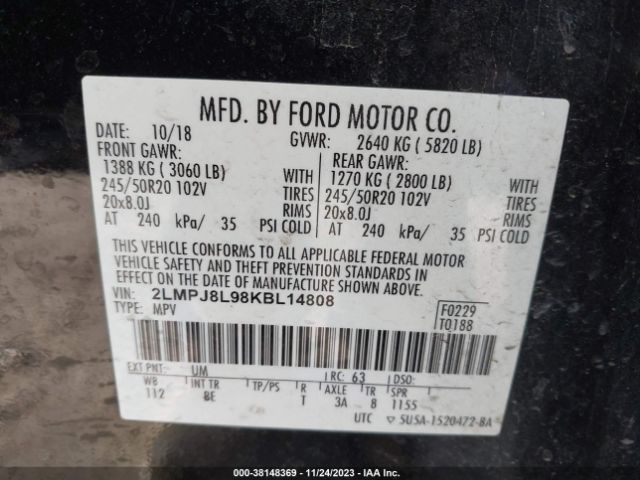 MFD. BY FORD MOTOR CO.
DATE: 10/18 GVWR: 2640 KG ( 5820 LB)
FRONT GAWR: REAR GAWR:
1388 KG ( 3060 LB) WITH 1270 KG ( 2800 LB) WITH
245/50R20 102V TIRES 245/50R20 102V TIRES
20x8.0J RIMS 20x8.0J RIMS
AT 240 kPa/ 35 PSI COLD AT 240 kPa/ 35 PSI COLD
THIS VEHICLE CONFORMS TO ALL APPLICABLE FEDERAL MOTOR
VEHICLE SAFETY AND THEFT PREVENTION STANDARDS IN
EFFECT ON THE DATE OF MANUFACTURE SHOWN ABOVE.
VIN: 2LMPJ8L98KBL14808 F0229
TYPE: MPV T0188
EXT PNT: UM RC: 63 DSO:
WB INT TR TP/PS R AXLE TR SPR
112 8E T 3A 8 1155
UTC ▽ 5U5A-1520472-BA
000-38148369 - 11/24/2023 - IAA Inc.